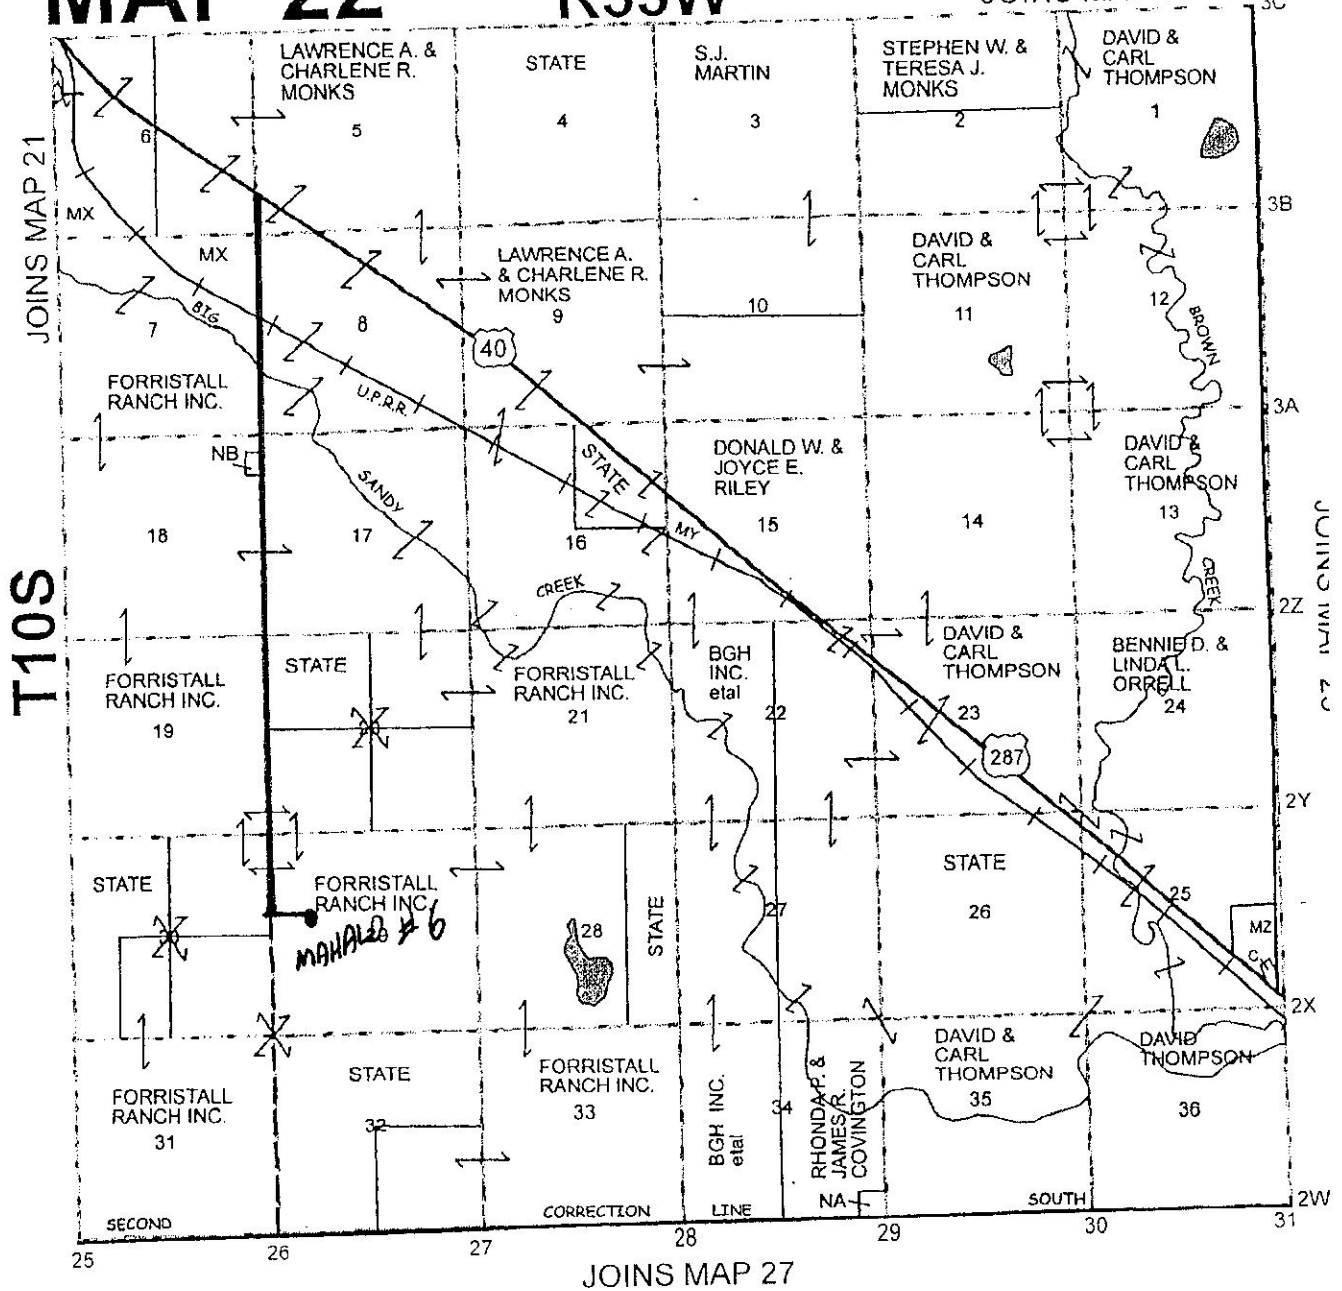 MAP 22
R55W
LAWRENCE A. &
CHARLENE R.
MONKS
5
STATE
4
S.J.
MARTIN
3
STEPHEN W. &
TERESA J.
MONKS
2
DAVID &
CARL
THOMPSON
1
6
JOINS MAP 21
MX
MX
3B
LAWRENCE A.
& CHARLENE R.
MONKS
9
10
DAVID &
CARL
THOMPSON
11
12
BROWN
7
BIG
8
40
FORRISTALL
RANCH INC.
U.P.R.R.
3A
NB
SANDY
STATE
MY
DONALD W. &
JOYCE E.
RILEY
15
14
DAVID &
CARL
THOMPSON
13
18
17
16
CREEK
CREEK
T10S
2Z
FORRISTALL
RANCH INC.
19
STATE
20
FORRISTALL
RANCH INC.
21
BGH
INC.
etal
22
DAVID &
CARL
THOMPSON
23
BENNIE D. &
LINDA L.
ORRELL
24
287
2Y
STATE
30
FORRISTALL
RANCH INC.
29
MAHALO #6
28
STATE
27
STATE
26
25
MZ
C
2X
FORRISTALL
RANCH INC.
31
STATE
32
FORRISTALL
RANCH INC.
33
BGH INC.
etal
34
RHONDA P. &
JAMES R.
COVINGTON
DAVID &
CARL
THOMPSON
35
DAVID
THOMPSON
36
NA
SECOND
CORRECTION
LINE
SOUTH
2W
25
26
27
28
29
30
31
JOINS MAP 27